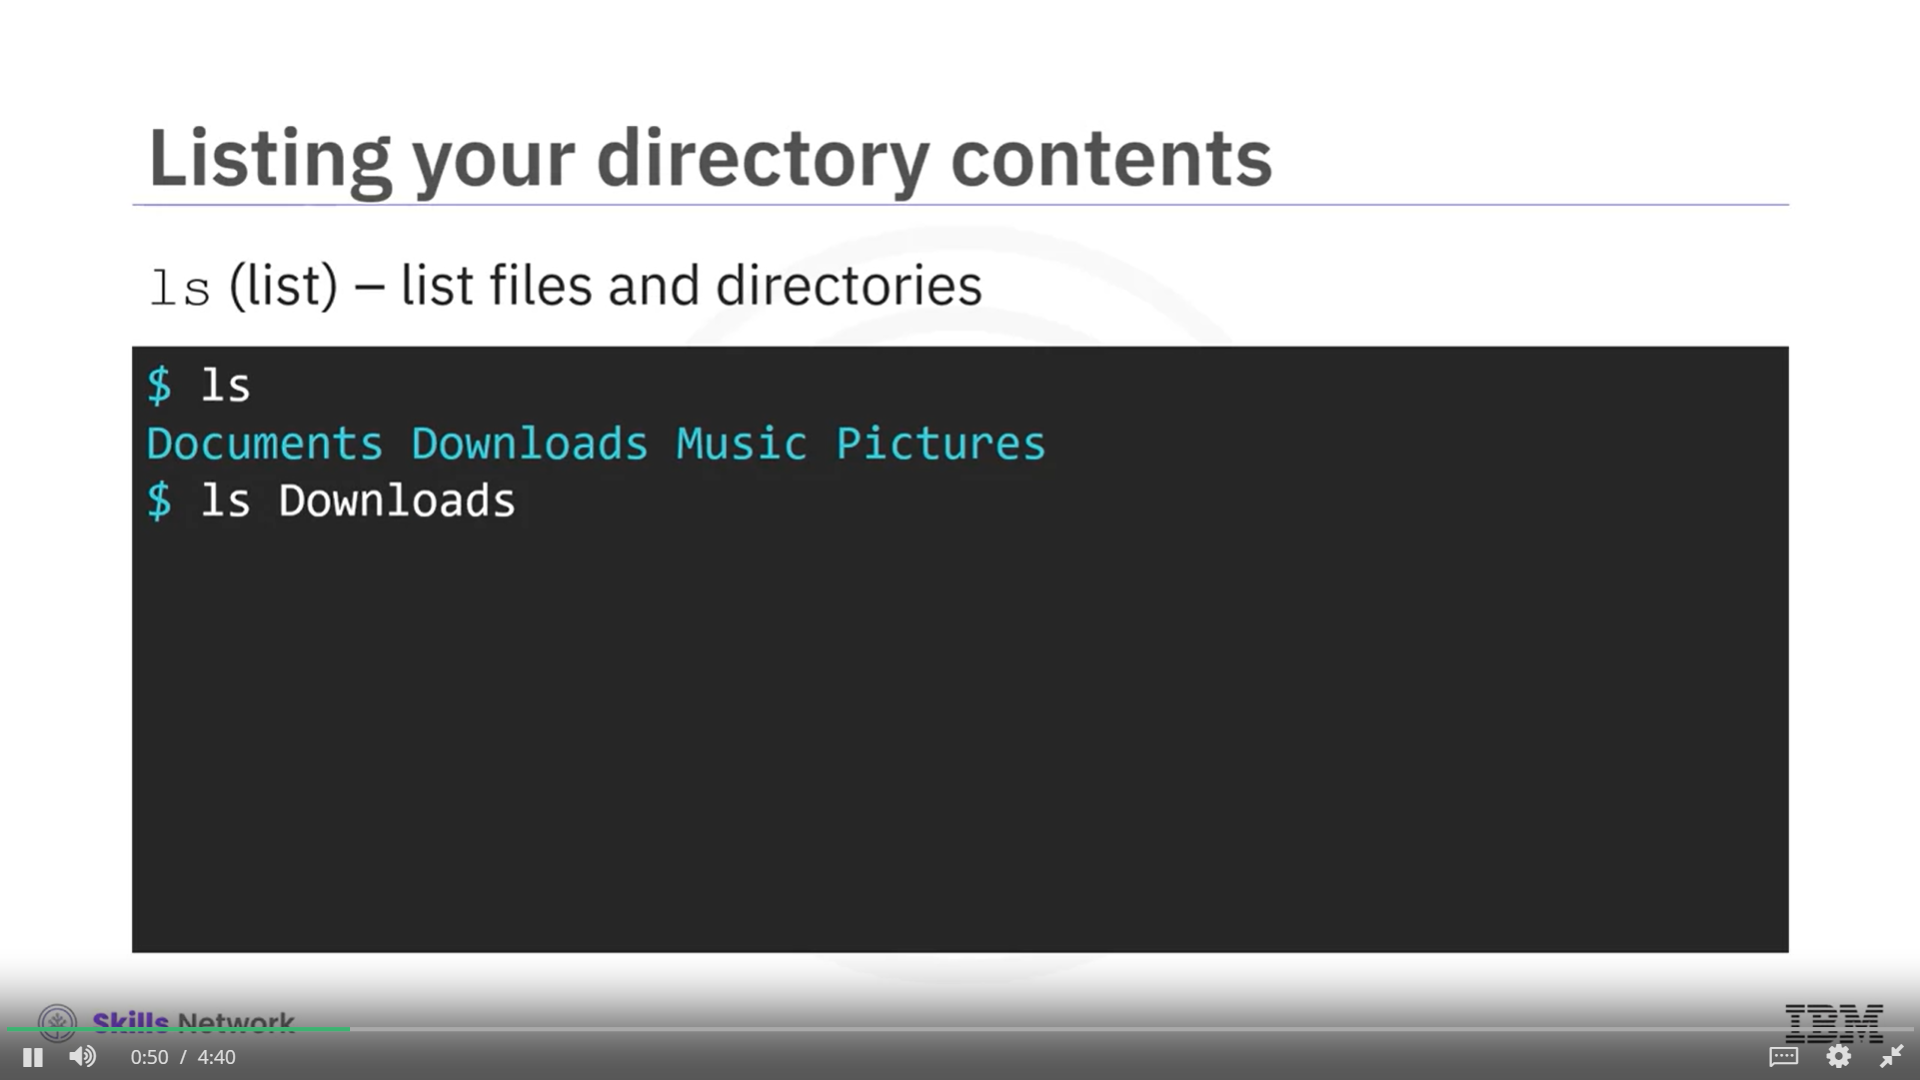 Listing your directory contents
ls (list) – list files and directories
$ ls
Documents Downloads Music Pictures
$ ls Downloads
Skills Network
IBM
0:50 / 4:40